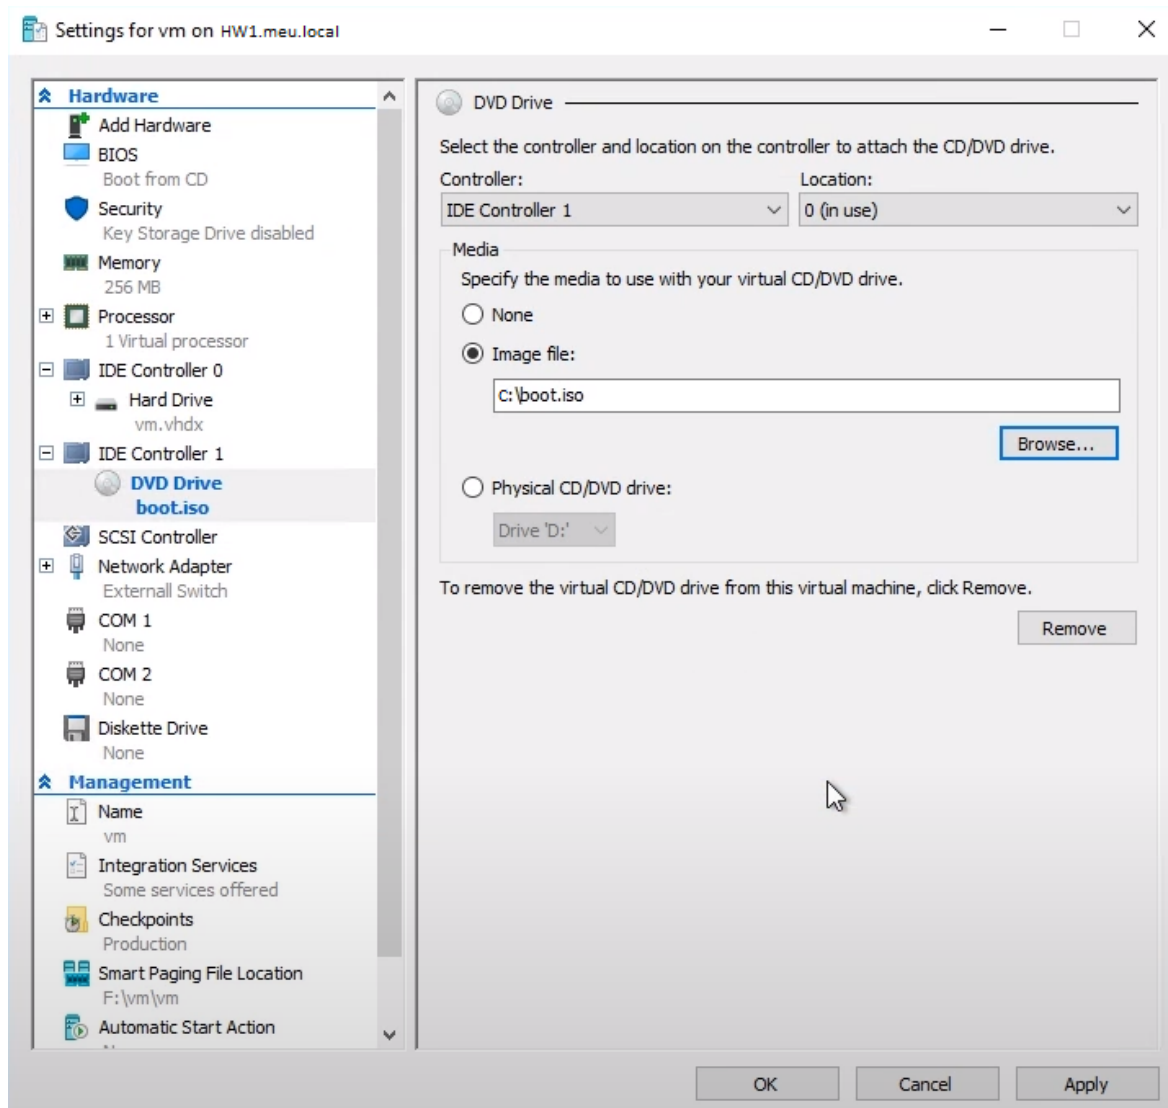 Settings for vm on HW1.meu.local
Hardware
Add Hardware
BIOS
Boot from CD
Security
Key Storage Drive disabled
Memory
256 MB
Processor
1 Virtual processor
IDE Controller 0
Hard Drive
vm.vhdx
IDE Controller 1
DVD Drive
boot.iso
SCSI Controller
Network Adapter
Externall Switch
COM 1
None
COM 2
None
Diskette Drive
None
Management
Name
vm
Integration Services
Some services offered
Checkpoints
Production
Smart Paging File Location
F:\vm\vm
Automatic Start Action
DVD Drive
Select the controller and location on the controller to attach the CD/DVD drive.
Controller: Location:
IDE Controller 1 0 (in use)
Media
Specify the media to use with your virtual CD/DVD drive.
None
Image file:
C:\boot.iso
Browse...
Physical CD/DVD drive:
Drive 'D:'
To remove the virtual CD/DVD drive from this virtual machine, click Remove.
Remove
OK Cancel Apply